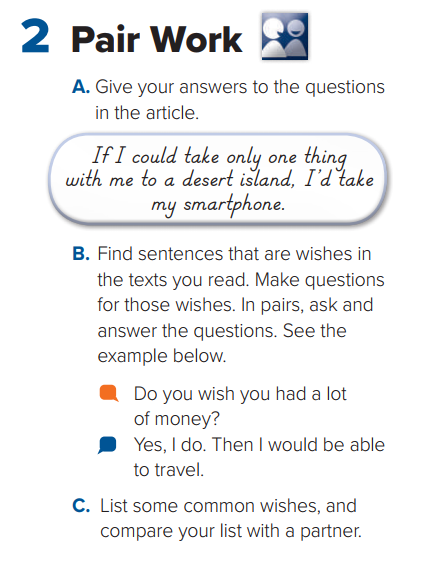 2 Pair Work
A. Give your answers to the questions
in the article.
If I could take only one thing
with me to a desert island, I'd take
my smartphone.
B. Find sentences that are wishes in
the texts you read. Make questions
for those wishes. In pairs, ask and
answer the questions. See the
example below.
Do you wish you had a lot
of money?
Yes, I do. Then I would be able
to travel.
C. List some common wishes, and
compare your list with a partner.